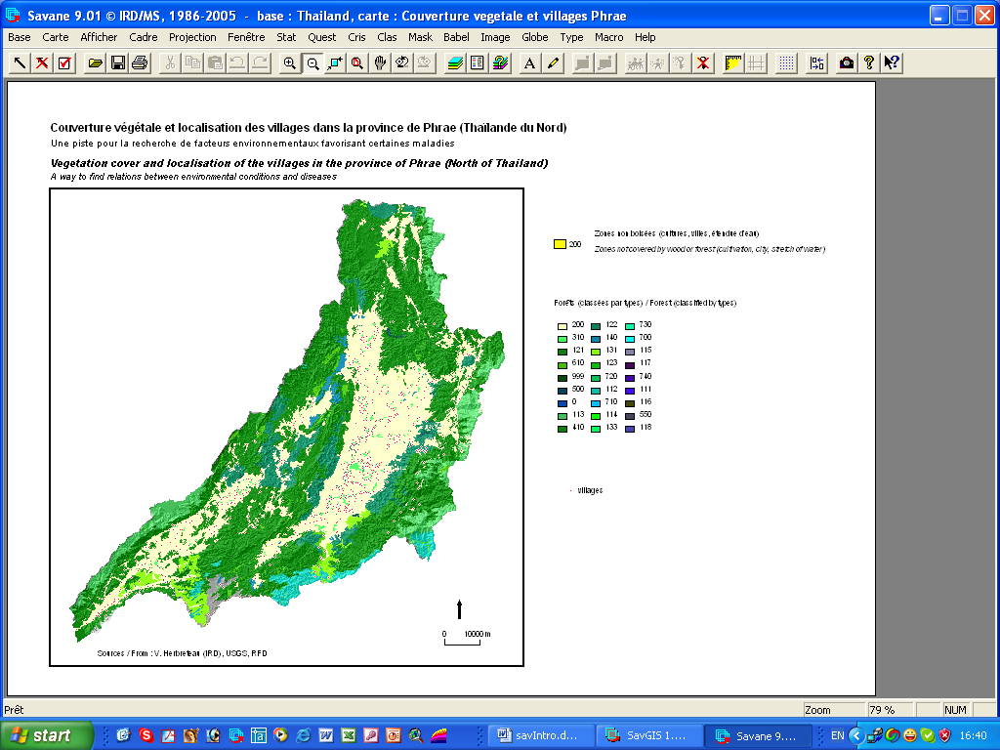 Savane 9.01 © IRD/MS, 1986-2005 - base : Thailand, carte : Couverture vegetale et villages Phrae
Base Carte Afficher Cadre Projection Fenêtre Stat Quest Cris Clas Mask Babel Image Globe Type Macro Help
Couverture végétale et localisation des villages dans la province de Phrae (Thaïlande du Nord)
Une piste pour la recherche de facteurs environnementaux favorisant certaines maladies
Vegetation cover and localisation of the villages in the province of Phrae (North of Thailand)
A way to find relations between environmental conditions and diseases
Zones non boisées (cultures, villes, étendue d'eau)
200
Zones not covered by wood or forest (cultivation, city, stretch of water)
Forêts (classées par types) / Forest (classified by types)
200 122 730
310 140 700
121 131 115
610 123 117
999 720 740
500 112 111
0 710 116
113 114 550
410 133 118
villages
0 10000 m
Sources / From : V. Herbreteau (IRD), USGS, RFD
Prêt
Zoom 79 % NUM
start savIntro.d... SavGIS 1.... Savane 9.... EN 16:40